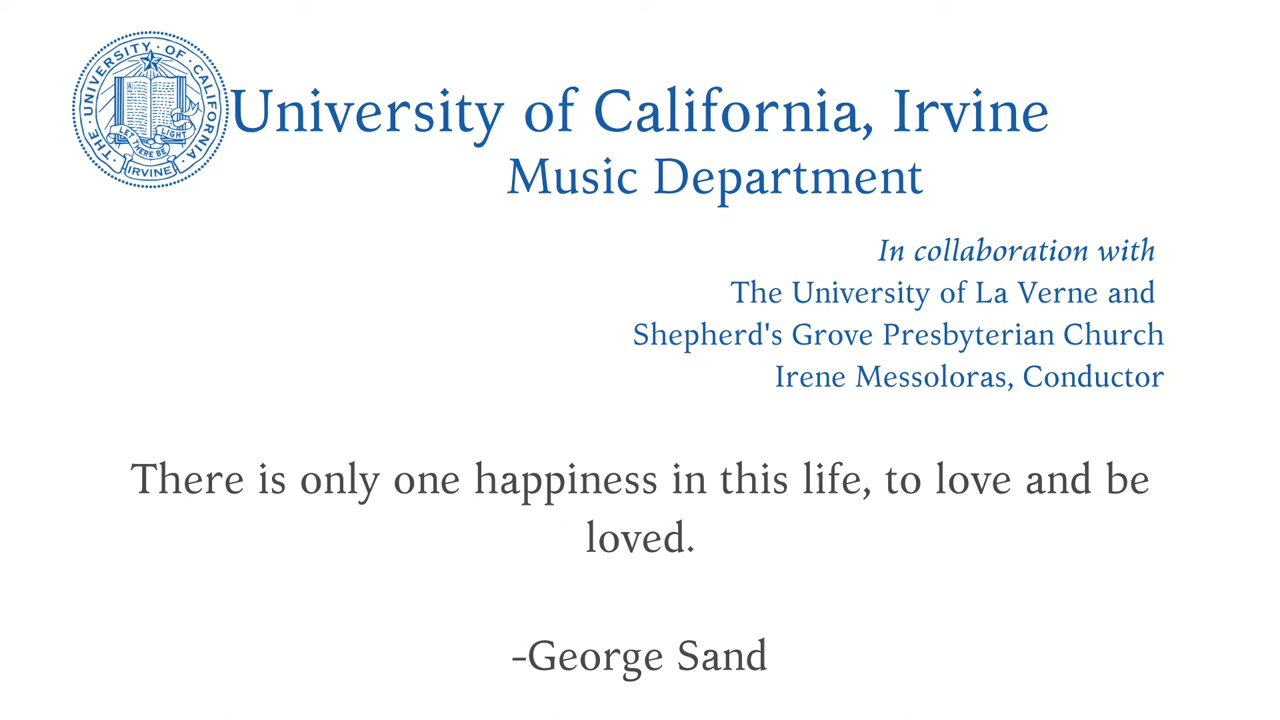 THE · UNIVERSITY · OF · CALIFORNIA ·
LET THERE BE LIGHT
IRVINE
University of California, Irvine
Music Department
In collaboration with
The University of La Verne and
Shepherd's Grove Presbyterian Church
Irene Messoloras, Conductor
There is only one happiness in this life, to love and be
loved.
-George Sand